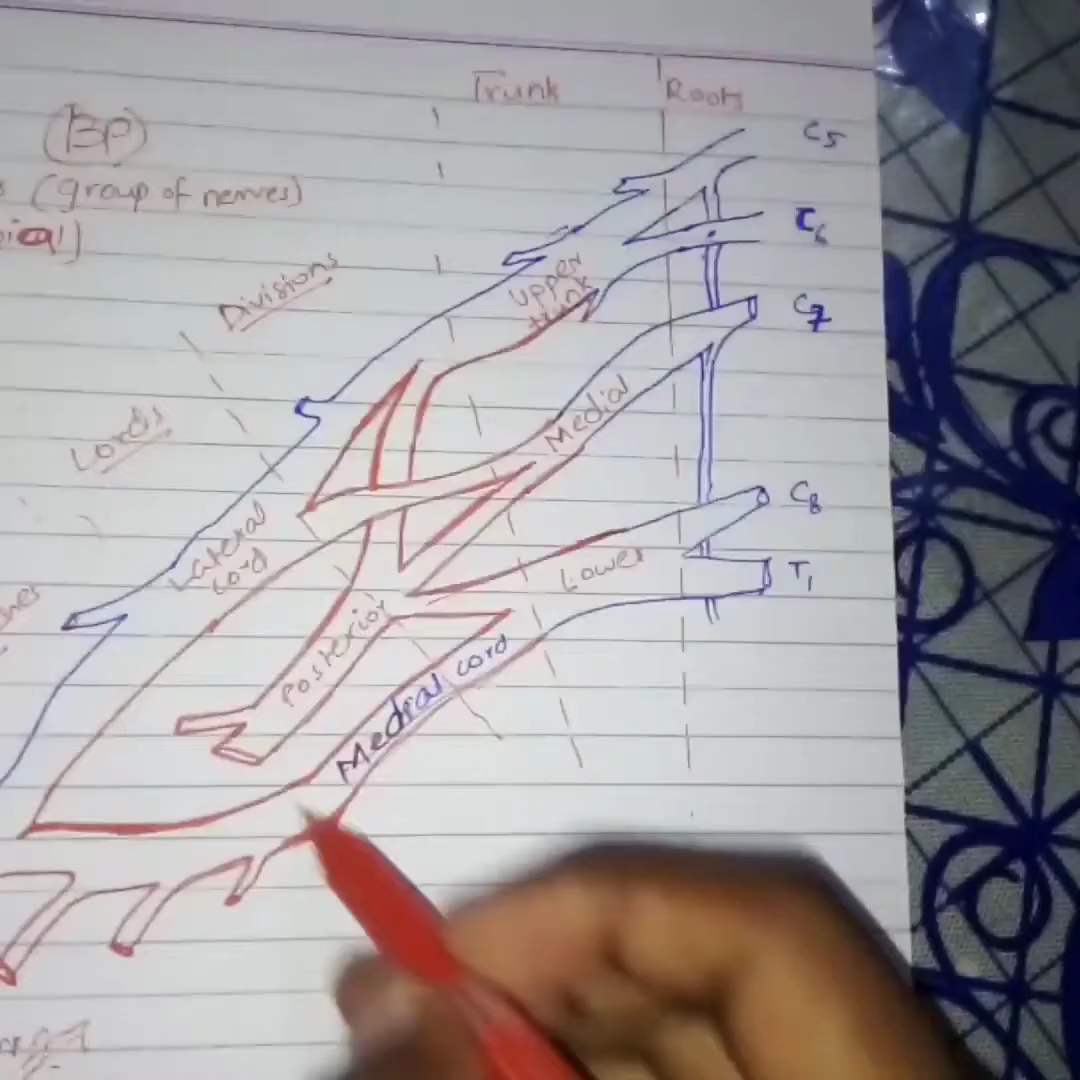 Trunk
Roots
BP
(group of nerves)
Divisions
C5
C6
C7
C8
T1
Upper
trunk
Medial
Lower
Lords
Lateral
cord
Posterior
Medial cord